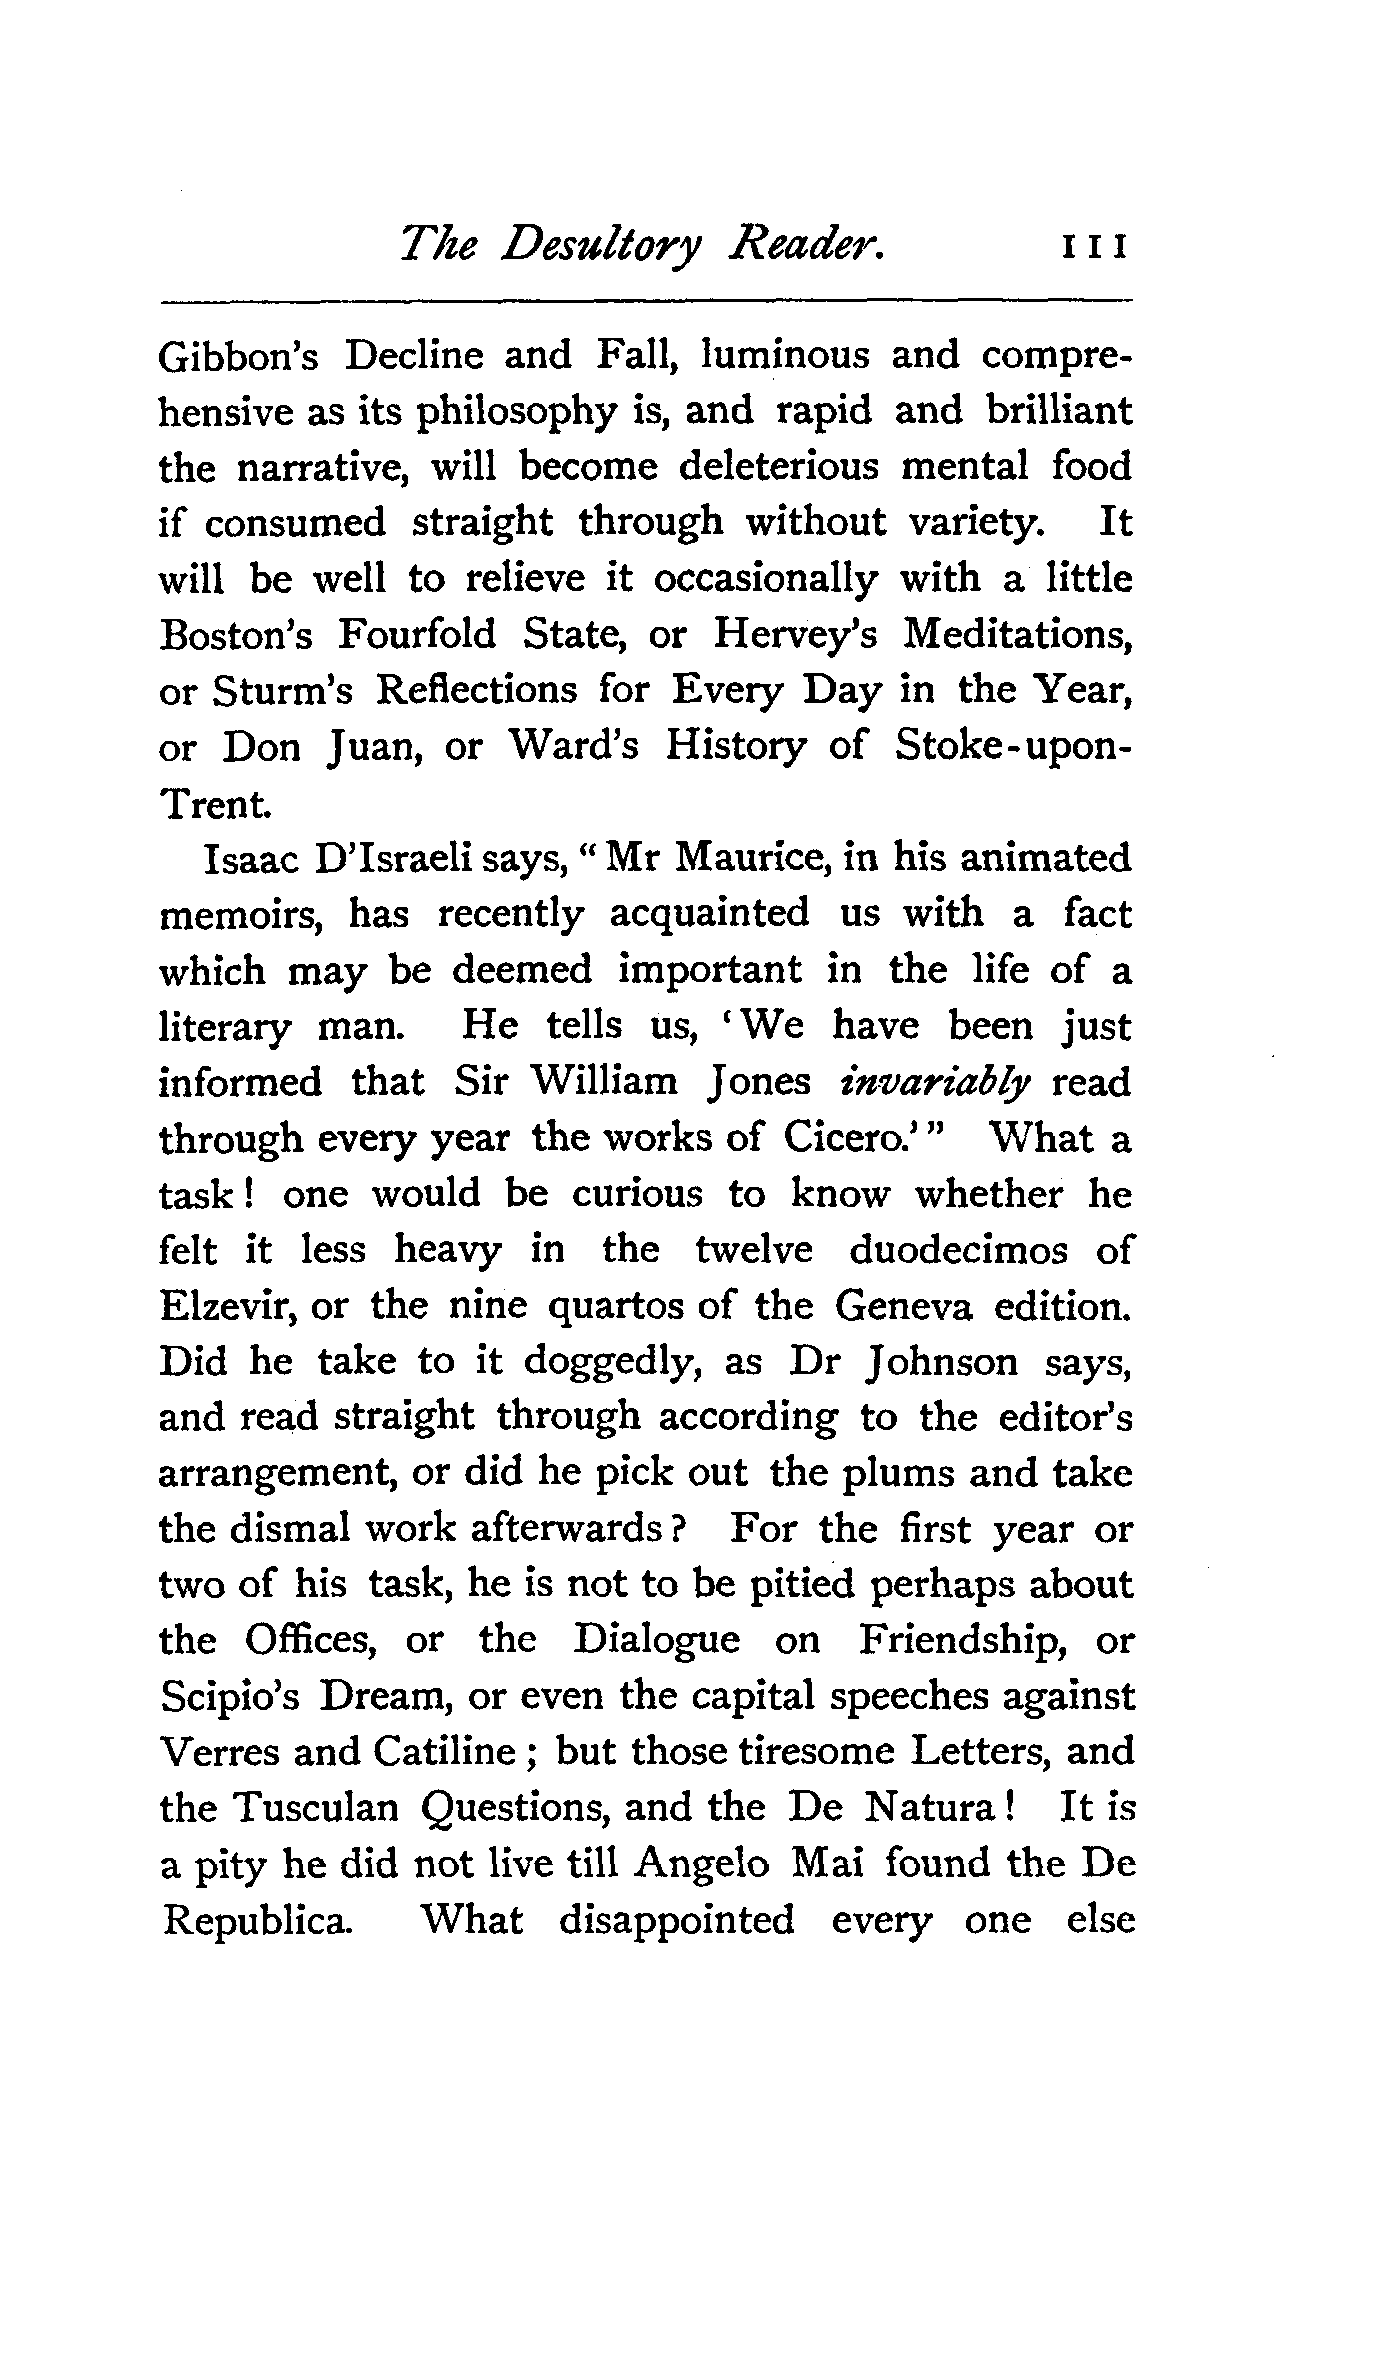 The Desultory Reader. 111
Gibbon's Decline and Fall, luminous and compre-
hensive as its philosophy is, and rapid and brilliant
the narrative, will become deleterious mental food
if consumed straight through without variety. It
will be well to relieve it occasionally with a little
Boston's Fourfold State, or Hervey's Meditations,
or Sturm's Reflections for Every Day in the Year,
or Don Juan, or Ward's History of Stoke-upon-
Trent.
Isaac D'Israeli says, "Mr Maurice, in his animated
memoirs, has recently acquainted us with a fact
which may be deemed important in the life of a
literary man. He tells us, 'We have been just
informed that Sir William Jones invariably read
through every year the works of Cicero.'" What a
task! one would be curious to know whether he
felt it less heavy in the twelve duodecimos of
Elzevir, or the nine quartos of the Geneva edition.
Did he take to it doggedly, as Dr Johnson says,
and read straight through according to the editor's
arrangement, or did he pick out the plums and take
the dismal work afterwards? For the first year or
two of his task, he is not to be pitied perhaps about
the Offices, or the Dialogue on Friendship, or
Scipio's Dream, or even the capital speeches against
Verres and Catiline; but those tiresome Letters, and
the Tusculan Questions, and the De Natura! It is
a pity he did not live till Angelo Mai found the De
Republica. What disappointed every one else